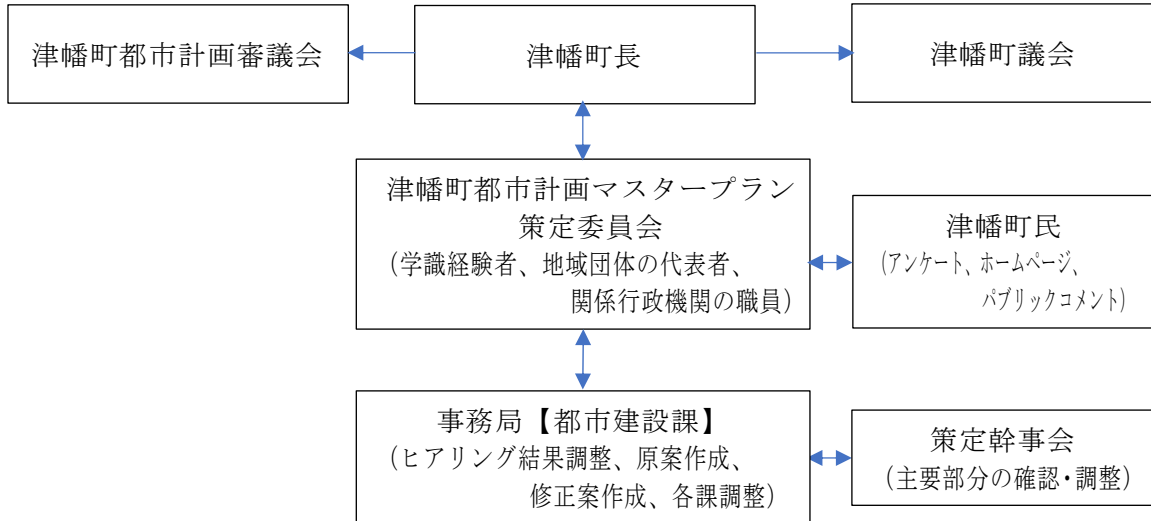 津幡町都市計画審議会
津幡町長
津幡町議会
津幡町都市計画マスタープラン
策定委員会
(学識経験者、地域団体の代表者、
関係行政機関の職員)
津幡町民
(アンケート、ホームページ、
パブリックコメント)
事務局【都市建設課】
(ヒアリング結果調整、原案作成、
修正案作成、各課調整)
策定幹事会
(主要部分の確認・調整)